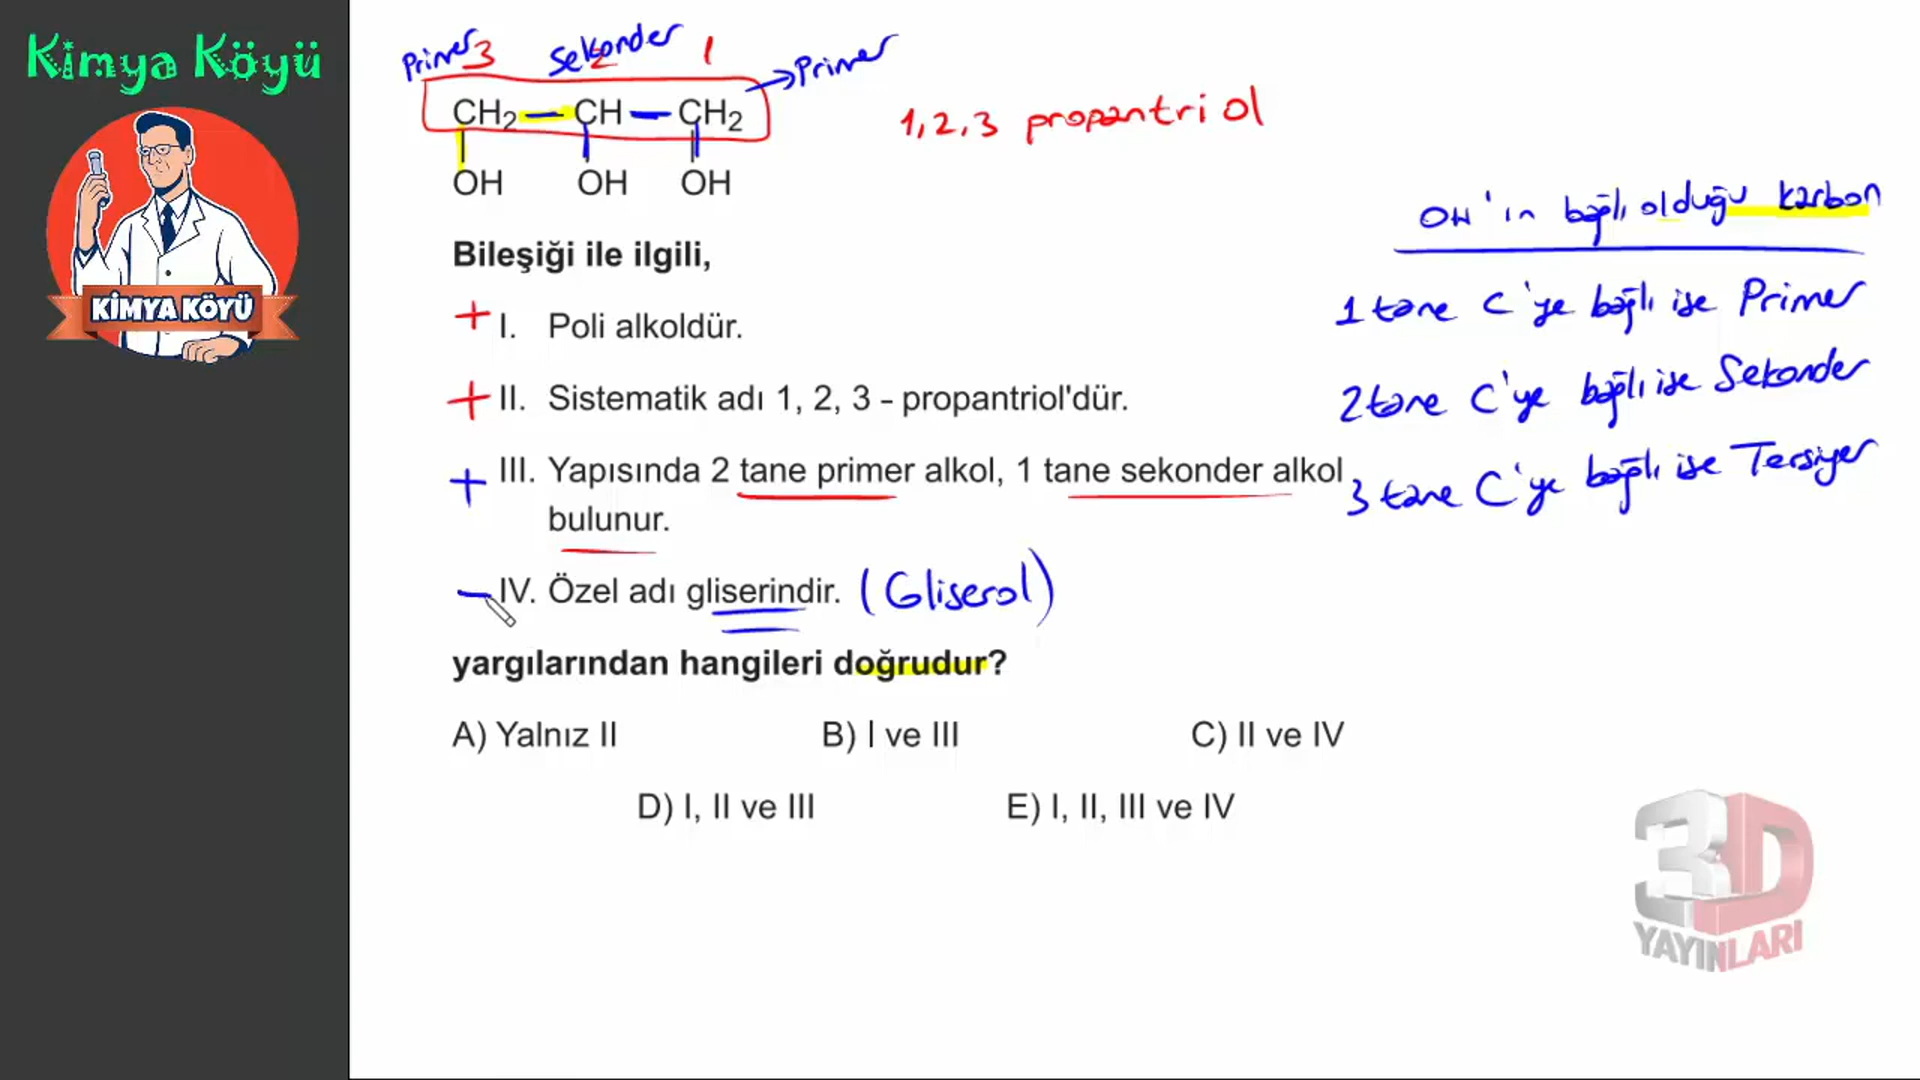 Kimya Köyü
KİMYA KÖYÜ
Primer 3 Sekonder 2 1 →Primer
CH2 — CH — CH2
OH OH OH
1,2,3 propantriol
OH'ın bağlı olduğu karbon
1 tane C'ye bağlı ise Primer
2 tane C'ye bağlı ise Sekonder
3 tane C'ye bağlı ise Tersiyer
Bileşiği ile ilgili,
+ I. Poli alkoldür.
+ II. Sistematik adı 1, 2, 3 - propantriol'dür.
+ III. Yapısında 2 tane primer alkol, 1 tane sekonder alkol
bulunur.
— IV. Özel adı gliserindir. (Gliserol)
yargılarından hangileri doğrudur?
A) Yalnız II B) I ve III C) II ve IV
D) I, II ve III E) I, II, III ve IV
3D
YAYINLARI